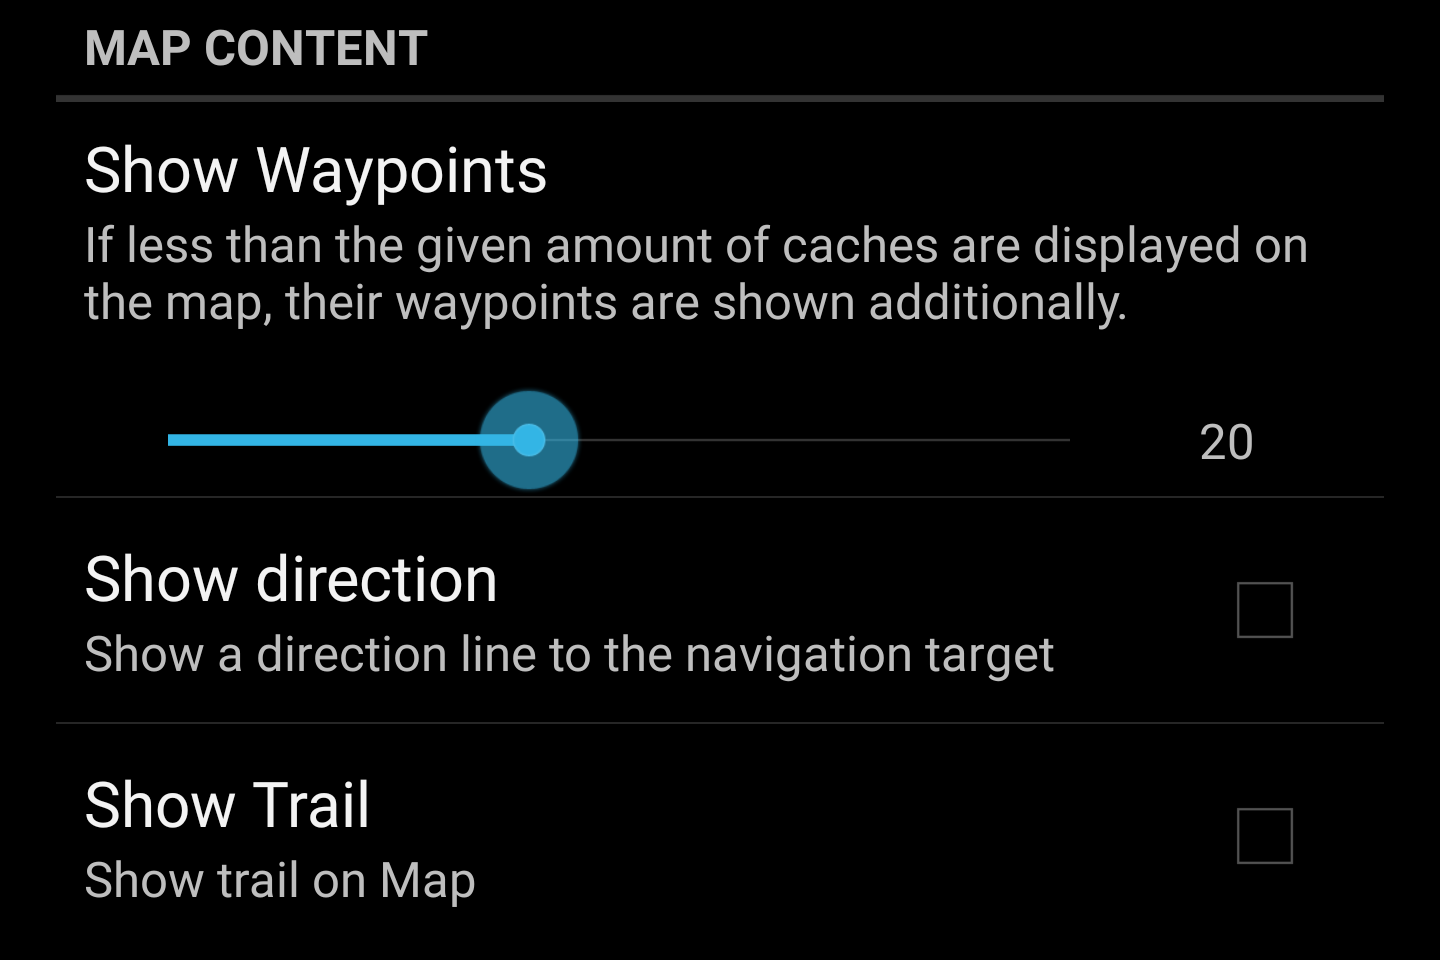 MAP CONTENT
Show Waypoints
If less than the given amount of caches are displayed on
the map, their waypoints are shown additionally.
20
Show direction
Show a direction line to the navigation target
Show Trail
Show trail on Map